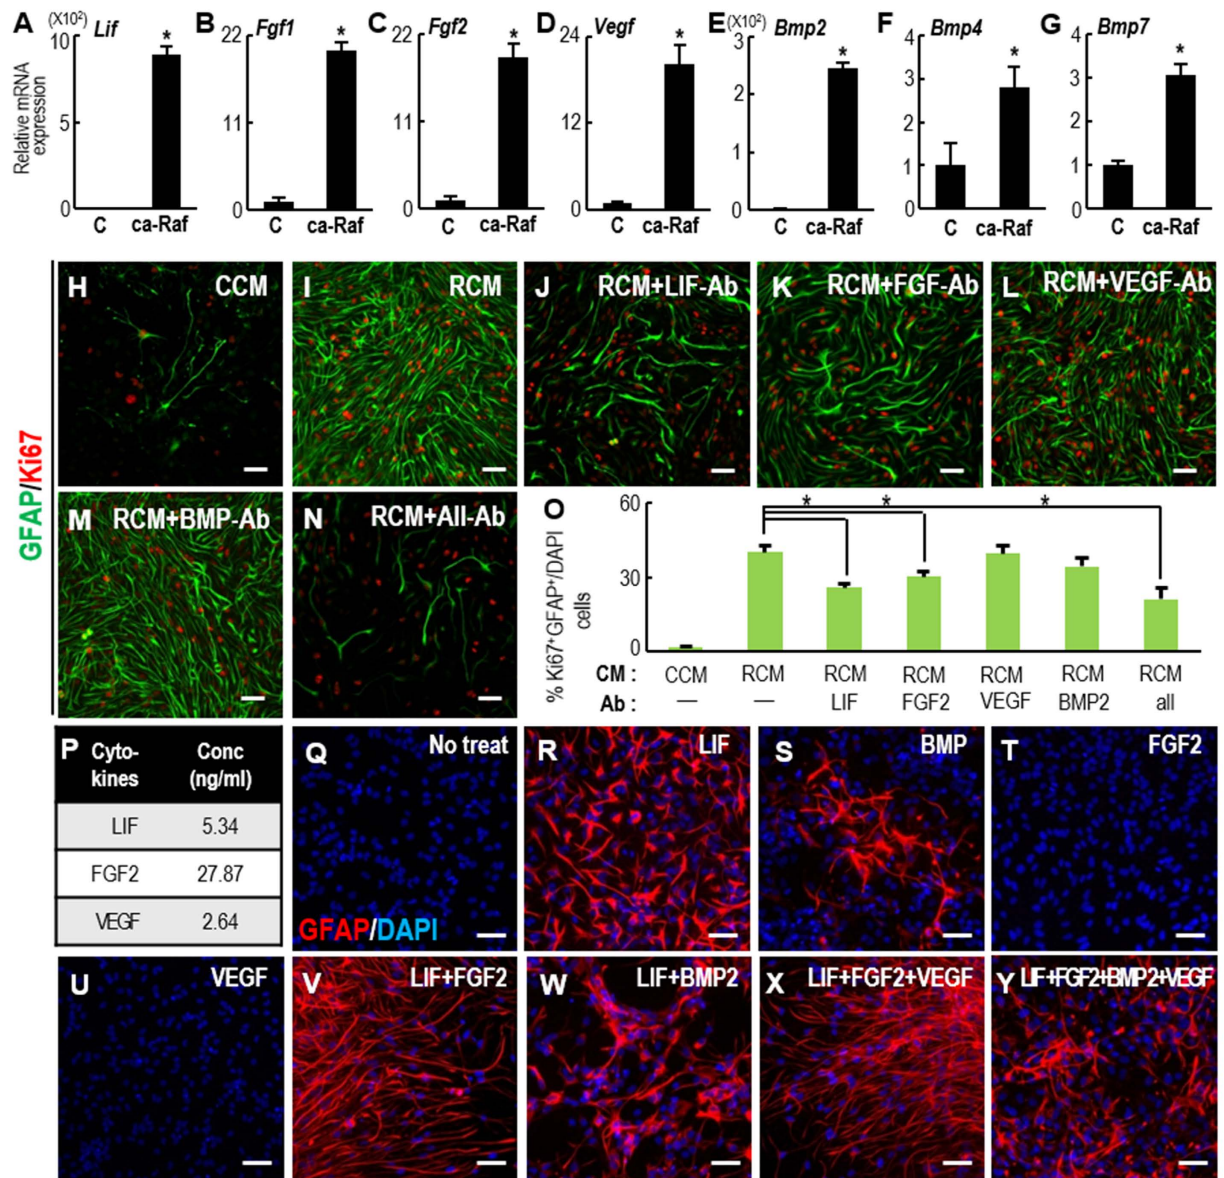 A (X10²) Lif
10
5
0
Relative mRNA
expression
C ca-Raf
B Fgf1
22
11
0
*
C ca-Raf
C Fgf2
22
11
0
*
C ca-Raf
D Vegf
24
12
0
*
C ca-Raf
E (X10²) Bmp2
3
2
0
*
C ca-Raf
F Bmp4
4
3
2
1
0
*
C ca-Raf
G Bmp7
4
3
2
1
0
*
C ca-Raf
GFAP/Ki67
H CCM
I RCM
J RCM+LIF-Ab
K RCM+FGF-Ab
L RCM+VEGF-Ab
M RCM+BMP-Ab
N RCM+All-Ab
O
% Ki67⁺GFAP⁺/DAPI
cells
60
30
0
* * *
CM : CCM RCM RCM RCM RCM RCM RCM
Ab : — — LIF FGF2 VEGF BMP2 all
P Cyto-
kines
Conc
(ng/ml)
LIF 5.34
FGF2 27.87
VEGF 2.64
Q No treat
GFAP/DAPI
R LIF
S BMP
T FGF2
U VEGF
V LIF+FGF2
W LIF+BMP2
X LIF+FGF2+VEGF
Y LIF+FGF2+BMP2+VEGF